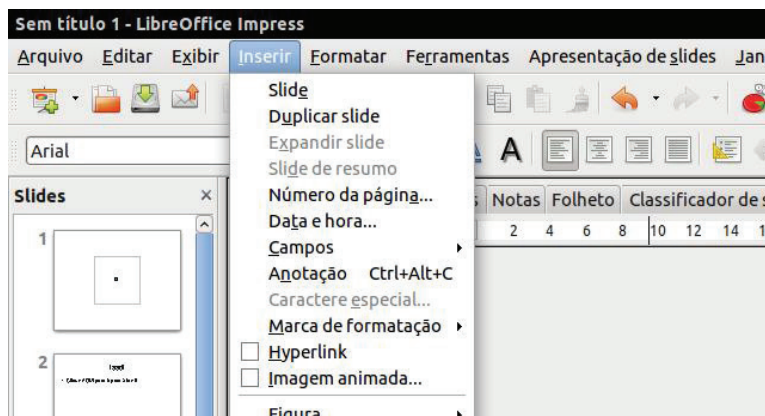 Sem título 1 - LibreOffice Impress
Arquivo Editar Exibir Inserir Formatar Ferramentas Apresentação de slides Jan
Arial
A
Slides ×
Notas Folheto Classificador de s
2 4 6 8 10 12 14 1
1
2
Slide
Duplicar slide
Expandir slide
Slide de resumo
Número da página...
Data e hora...
Campos
Anotação Ctrl+Alt+C
Caractere especial...
Marca de formatação
Hyperlink
Imagem animada...
Figura